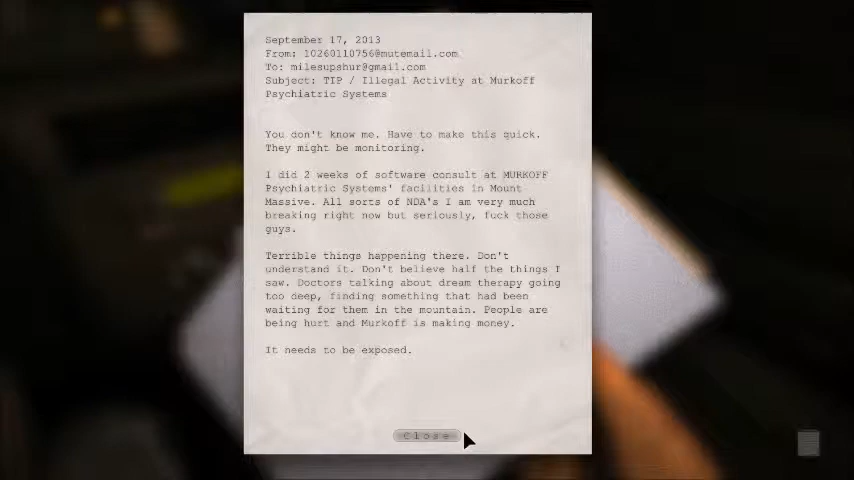 September 17, 2013
From: 10260110756@mutemail.com
To: milesupshur@gmail.com
Subject: TIP / Illegal Activity at Murkoff
Psychiatric Systems
You don't know me. Have to make this quick.
They might be monitoring.
I did 2 weeks of software consult at MURKOFF
Psychiatric Systems' facilities in Mount
Massive. All sorts of NDA's I am very much
breaking right now but seriously, fuck those
guys.
Terrible things happening there. Don't
understand it. Don't believe half the things I
saw. Doctors talking about dream therapy going
too deep, finding something that had been
waiting for them in the mountain. People are
being hurt and Murkoff is making money.
It needs to be exposed.
Close